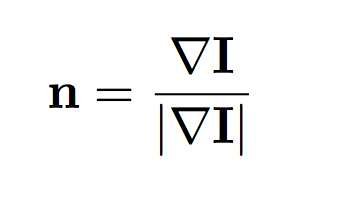 n = ∇I / |∇I|